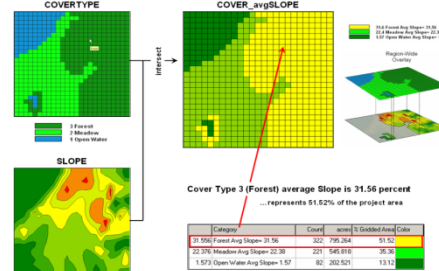 COVERTYPE
COVER_avgSLOPE
Intersect
3 Forest
2 Meadow
1 Open Water
SLOPE
31.6 Forest Avg Slope= 31.56
22.4 Meadow Avg Slope= 22.38
1.57 Open Water Avg Slope= 1.57
Region-Wide
Overlay
Cover Type 3 (Forest) average Slope is 31.56 percent
...represents 51.52% of the project area
Category Count acres % Gridded Area Color
31.556 Forest Avg Slope= 31.56 322 795.264 51.52
22.376 Meadow Avg Slope= 22.38 221 545.818 35.36
1.573 Open Water Avg Slope= 1.57 82 202.521 13.12